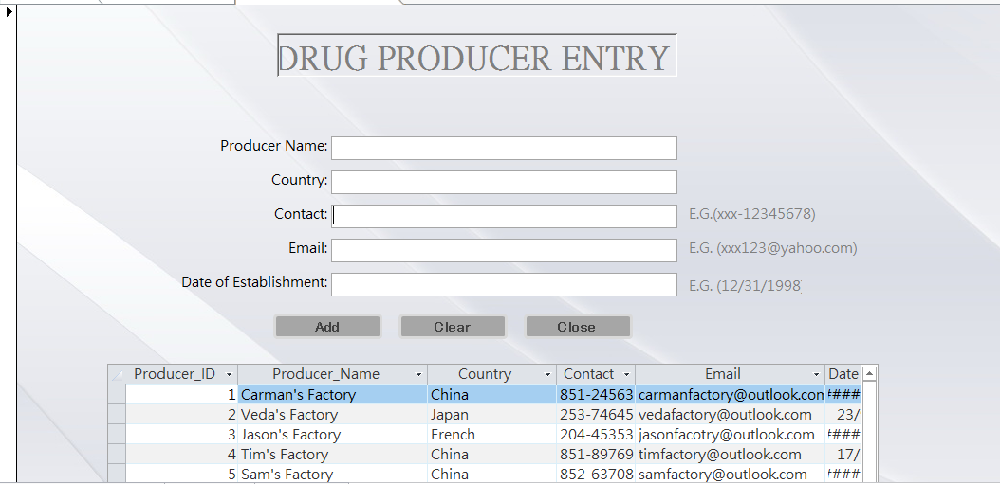 DRUG PRODUCER ENTRY
Producer Name:
Country:
Contact: E.G.(xxx-12345678)
Email: E.G. (xxx123@yahoo.com)
Date of Establishment: E.G. (12/31/1998)
Add Clear Close
Producer_ID Producer_Name Country Contact Email Date
1 Carman's Factory China 851-24563 carmanfactory@outlook.con ####
2 Veda's Factory Japan 253-74645 vedafactory@outlook.com 23/
3 Jason's Factory French 204-45353 jasonfacotry@outlook.com ####
4 Tim's Factory China 851-89769 timfactory@outlook.com 17/
5 Sam's Factory China 852-63708 samfactory@outlook.com ####